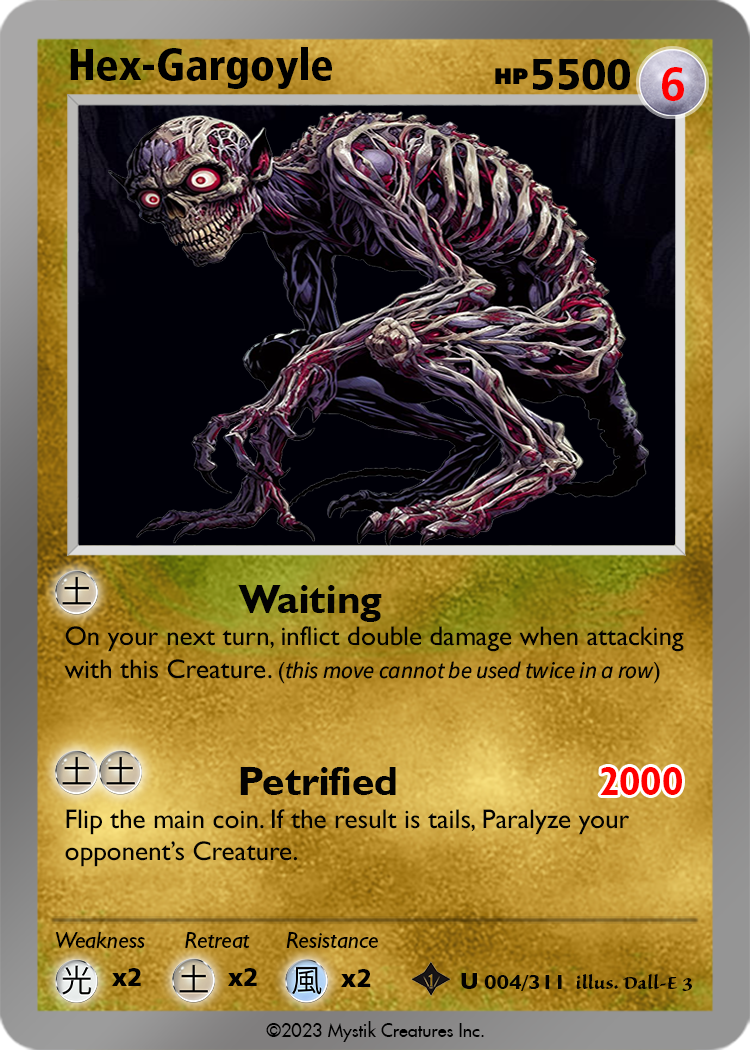 Hex-Gargoyle HP5500 6
土 Waiting
On your next turn, inflict double damage when attacking
with this Creature. (this move cannot be used twice in a row)
土土 Petrified 2000
Flip the main coin. If the result is tails, Paralyze your
opponent's Creature.
Weakness Retreat Resistance
光 x2 土 x2 風 x2 1 U 004/311 illus. Dall-E 3
©2023 Mystik Creatures Inc.